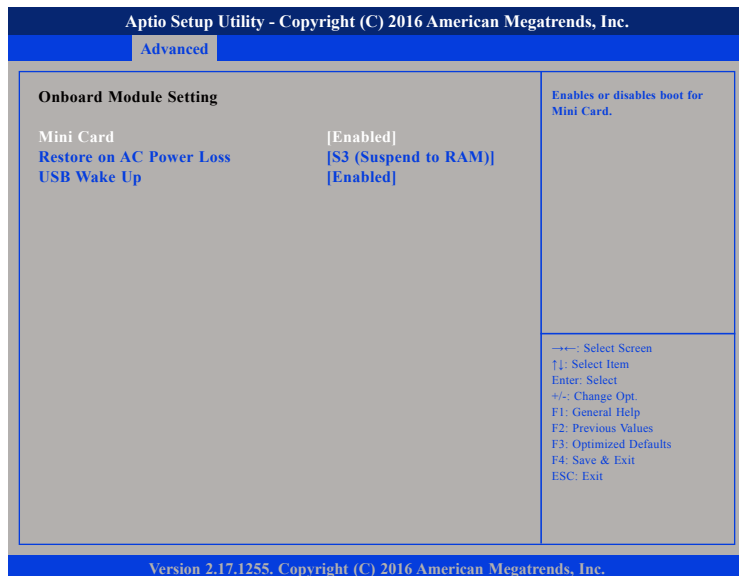 Aptio Setup Utility - Copyright (C) 2016 American Megatrends, Inc.
Advanced
Onboard Module Setting
Mini Card [Enabled]
Restore on AC Power Loss [S3 (Suspend to RAM)]
USB Wake Up [Enabled]
Enables or disables boot for
Mini Card.
→←: Select Screen
↑↓: Select Item
Enter: Select
+/-: Change Opt.
F1: General Help
F2: Previous Values
F3: Optimized Defaults
F4: Save & Exit
ESC: Exit
Version 2.17.1255. Copyright (C) 2016 American Megatrends, Inc.